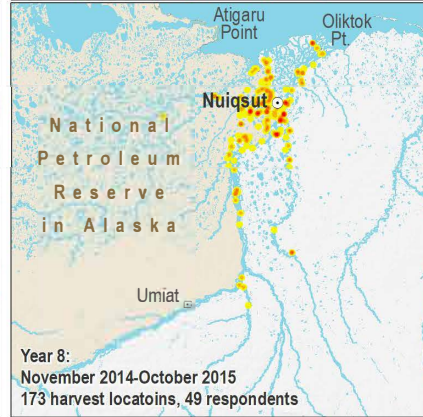 Atigaru
Point
Oliktok
Pt.
Nuiqsut
National
Petroleum
Reserve
in Alaska
Umiat
Year 8:
November 2014-October 2015
173 harvest locatoins, 49 respondents